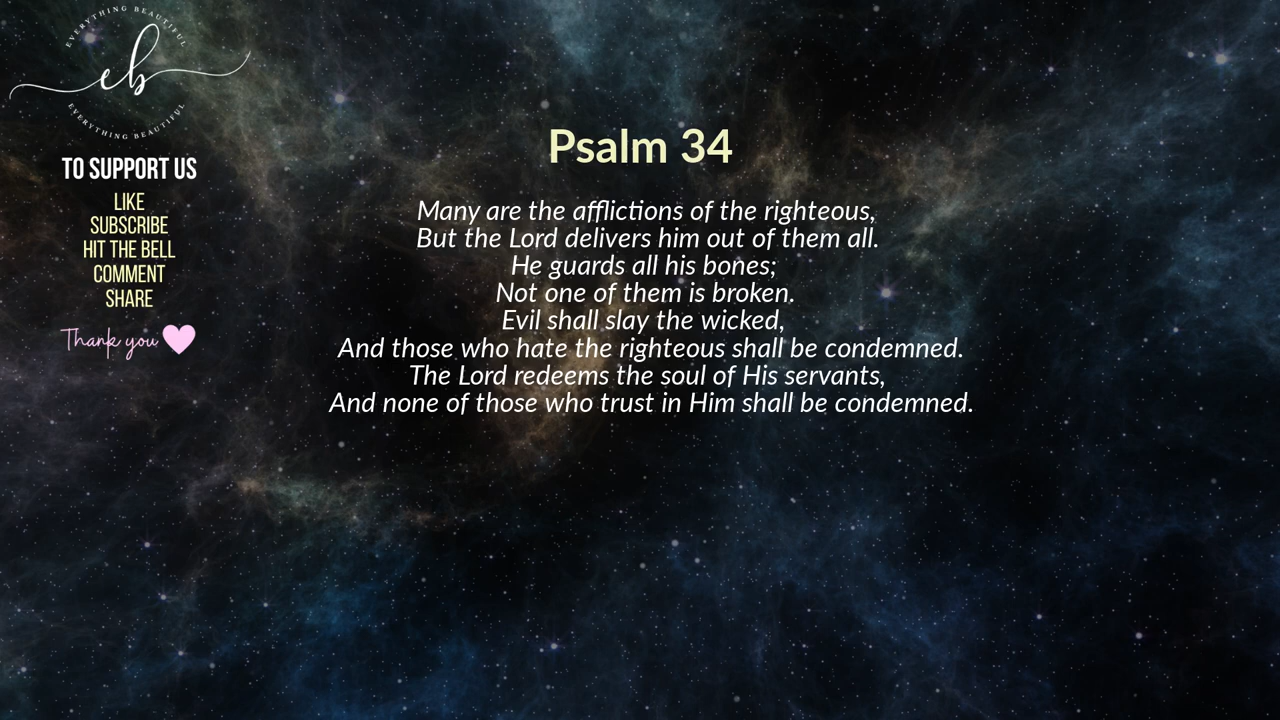 EVERYTHING BEAUTIFUL
eb
EVERYTHING BEAUTIFUL
TO SUPPORT US
LIKE
SUBSCRIBE
HIT THE BELL
COMMENT
SHARE
Thank you
Psalm 34
Many are the afflictions of the righteous,
But the Lord delivers him out of them all.
He guards all his bones;
Not one of them is broken.
Evil shall slay the wicked,
And those who hate the righteous shall be condemned.
The Lord redeems the soul of His servants,
And none of those who trust in Him shall be condemned.